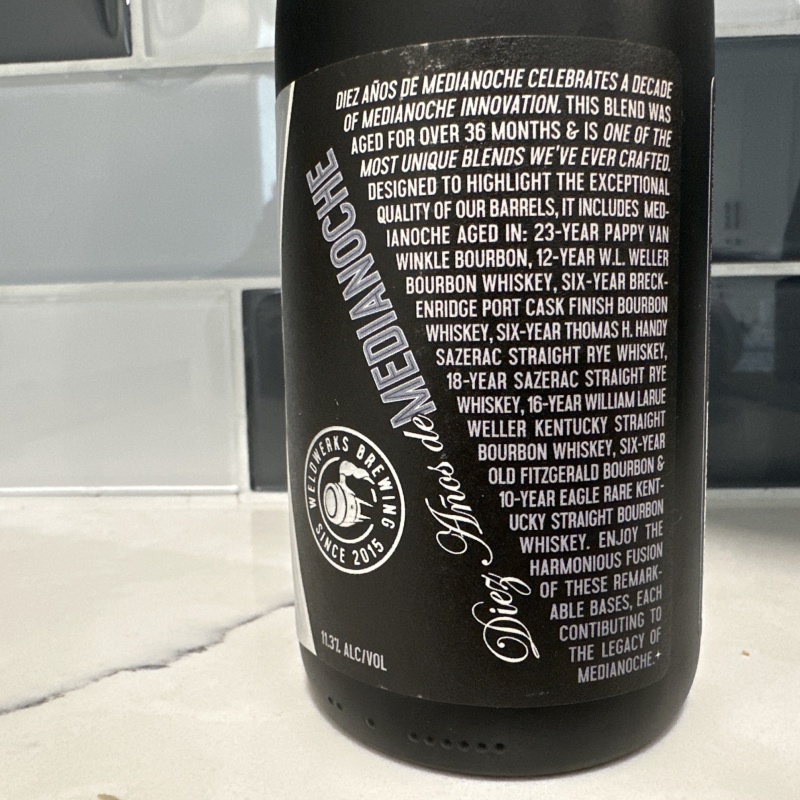 DIEZ AÑOS DE MEDIANOCHE CELEBRATES A DECADE
OF MEDIANOCHE INNOVATION. THIS BLEND WAS
AGED FOR OVER 36 MONTHS & IS ONE OF THE
MOST UNIQUE BLENDS WE'VE EVER CRAFTED.
DESIGNED TO HIGHLIGHT THE EXCEPTIONAL
QUALITY OF OUR BARRELS, IT INCLUDES MED-
IANOCHE AGED IN: 23-YEAR PAPPY VAN
WINKLE BOURBON, 12-YEAR W.L. WELLER
BOURBON WHISKEY, SIX-YEAR BRECK-
ENRIDGE PORT CASK FINISH BOURBON
WHISKEY, SIX-YEAR THOMAS H. HANDY
SAZERAC STRAIGHT RYE WHISKEY,
18-YEAR SAZERAC STRAIGHT RYE
WHISKEY, 16-YEAR WILLIAM LARUE
WELLER KENTUCKY STRAIGHT
BOURBON WHISKEY, SIX-YEAR
OLD FITZGERALD BOURBON &
10-YEAR EAGLE RARE KENT-
UCKY STRAIGHT BOURBON
WHISKEY. ENJOY THE
HARMONIOUS FUSION
OF THESE REMARK-
ABLE BASES, EACH
CONTIBUTING TO
THE LEGACY OF
MEDIANOCHE.
Diez Años de MEDIANOCHE
WELDWERKS BREWING
SINCE 2015
11.3% ALC/VOL